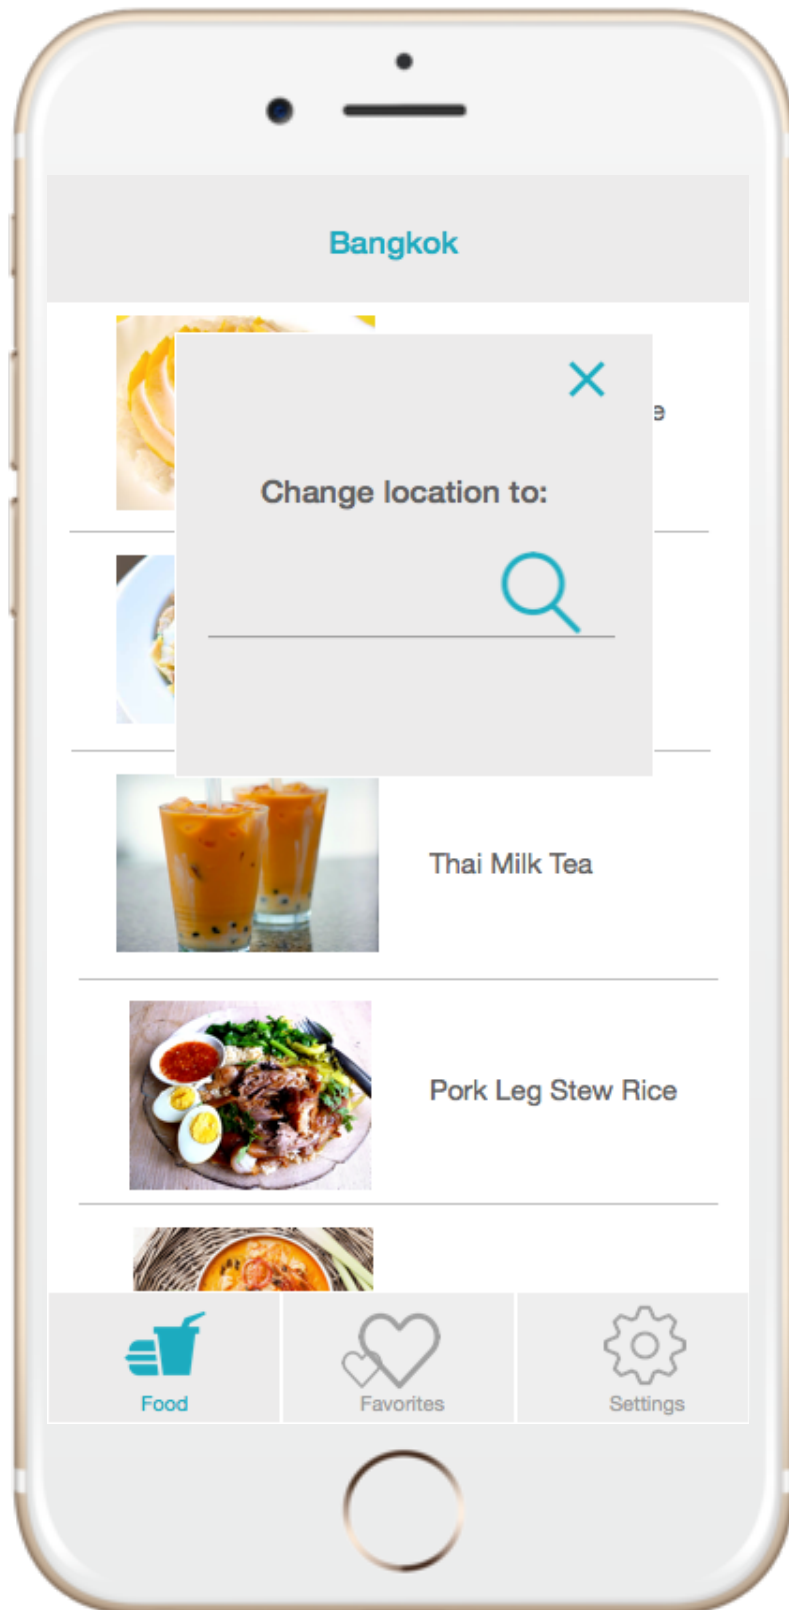 Bangkok
Change location to:
Thai Milk Tea
Pork Leg Stew Rice
Food
Favorites
Settings